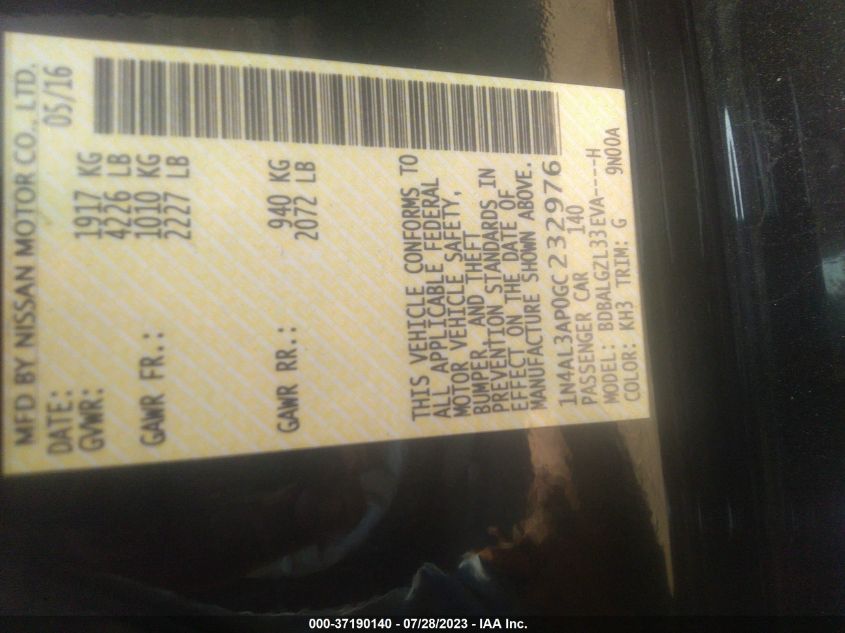 MFD BY NISSAN MOTOR CO., LTD.
DATE: 05/16
GVWR: 1917 KG
4226 LB
GAWR FR.: 1010 KG
2227 LB
GAWR RR.: 940 KG
2072 LB
THIS VEHICLE CONFORMS TO
ALL APPLICABLE FEDERAL
MOTOR VEHICLE SAFETY,
BUMPER AND THEFT
PREVENTION STANDARDS IN
EFFECT ON THE DATE OF
MANUFACTURE SHOWN ABOVE.
1N4AL3AP0GC232976
PASSENGER CAR 140
MODEL: BDBALGZL33EVA----H
COLOR: KH3 TRIM: G 9N00A
000-37190140 - 07/28/2023 - IAA Inc.